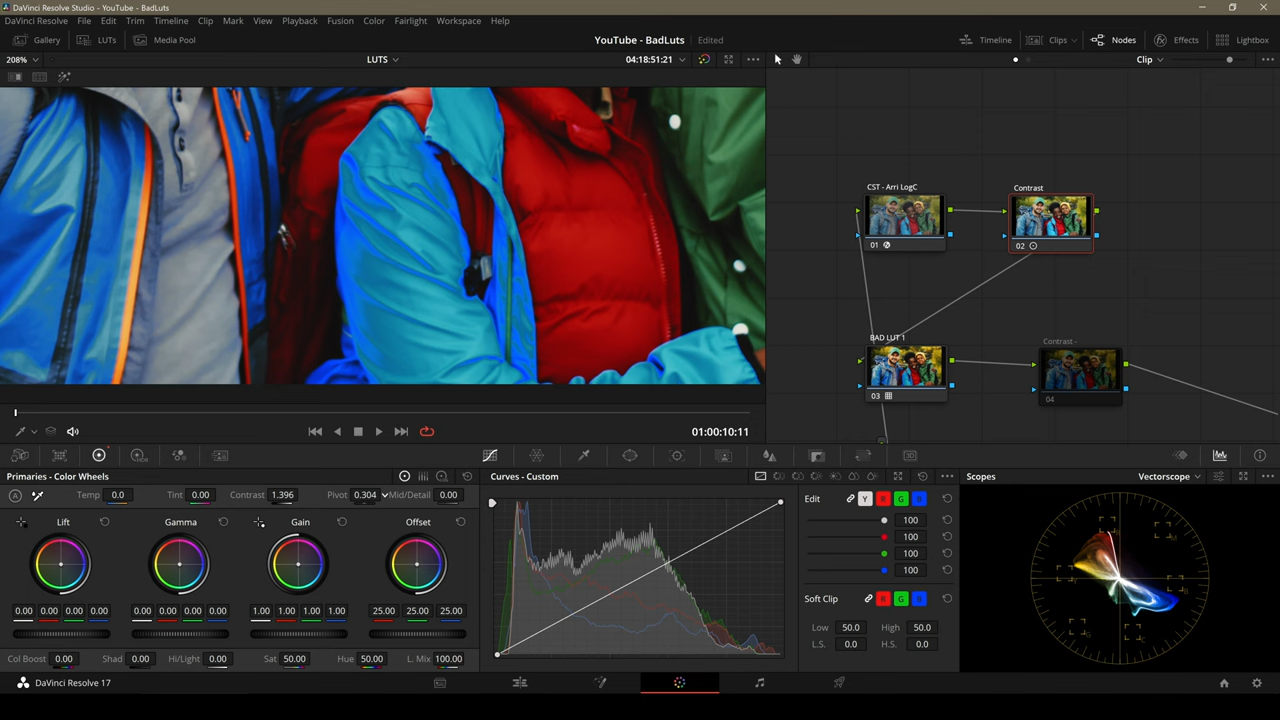 DaVinci Resolve Studio - YouTube - BadLuts
DaVinci Resolve File Edit Trim Timeline Clip Mark View Playback Fusion Color Fairlight Workspace Help
Gallery LUTs Media Pool YouTube - BadLuts Edited Timeline Clips Nodes Effects Lightbox
208% LUTS 04:18:51:21 Clip
CST - Arri LogC Contrast
01 02
BAD LUT 1 Contrast -
03 04
01:00:10:11
Primaries - Color Wheels Curves - Custom Scopes Vectorscope
Temp 0.0 Tint 0.00 Contrast 1.396 Pivot 0.304 Mid/Detail 0.00
Edit Y R G B
100
100
100
100
Lift Gamma Gain Offset
0.00 0.00 0.00 0.00 0.00 0.00 0.00 0.00 1.00 1.00 1.00 1.00 25.00 25.00 25.00
Soft Clip R G B
Low 50.0 High 50.0
L.S. 0.0 H.S. 0.0
Col Boost 0.00 Shad 0.00 Hi/Light 0.00 Sat 50.00 Hue 50.00 L. Mix 100.00
DaVinci Resolve 17